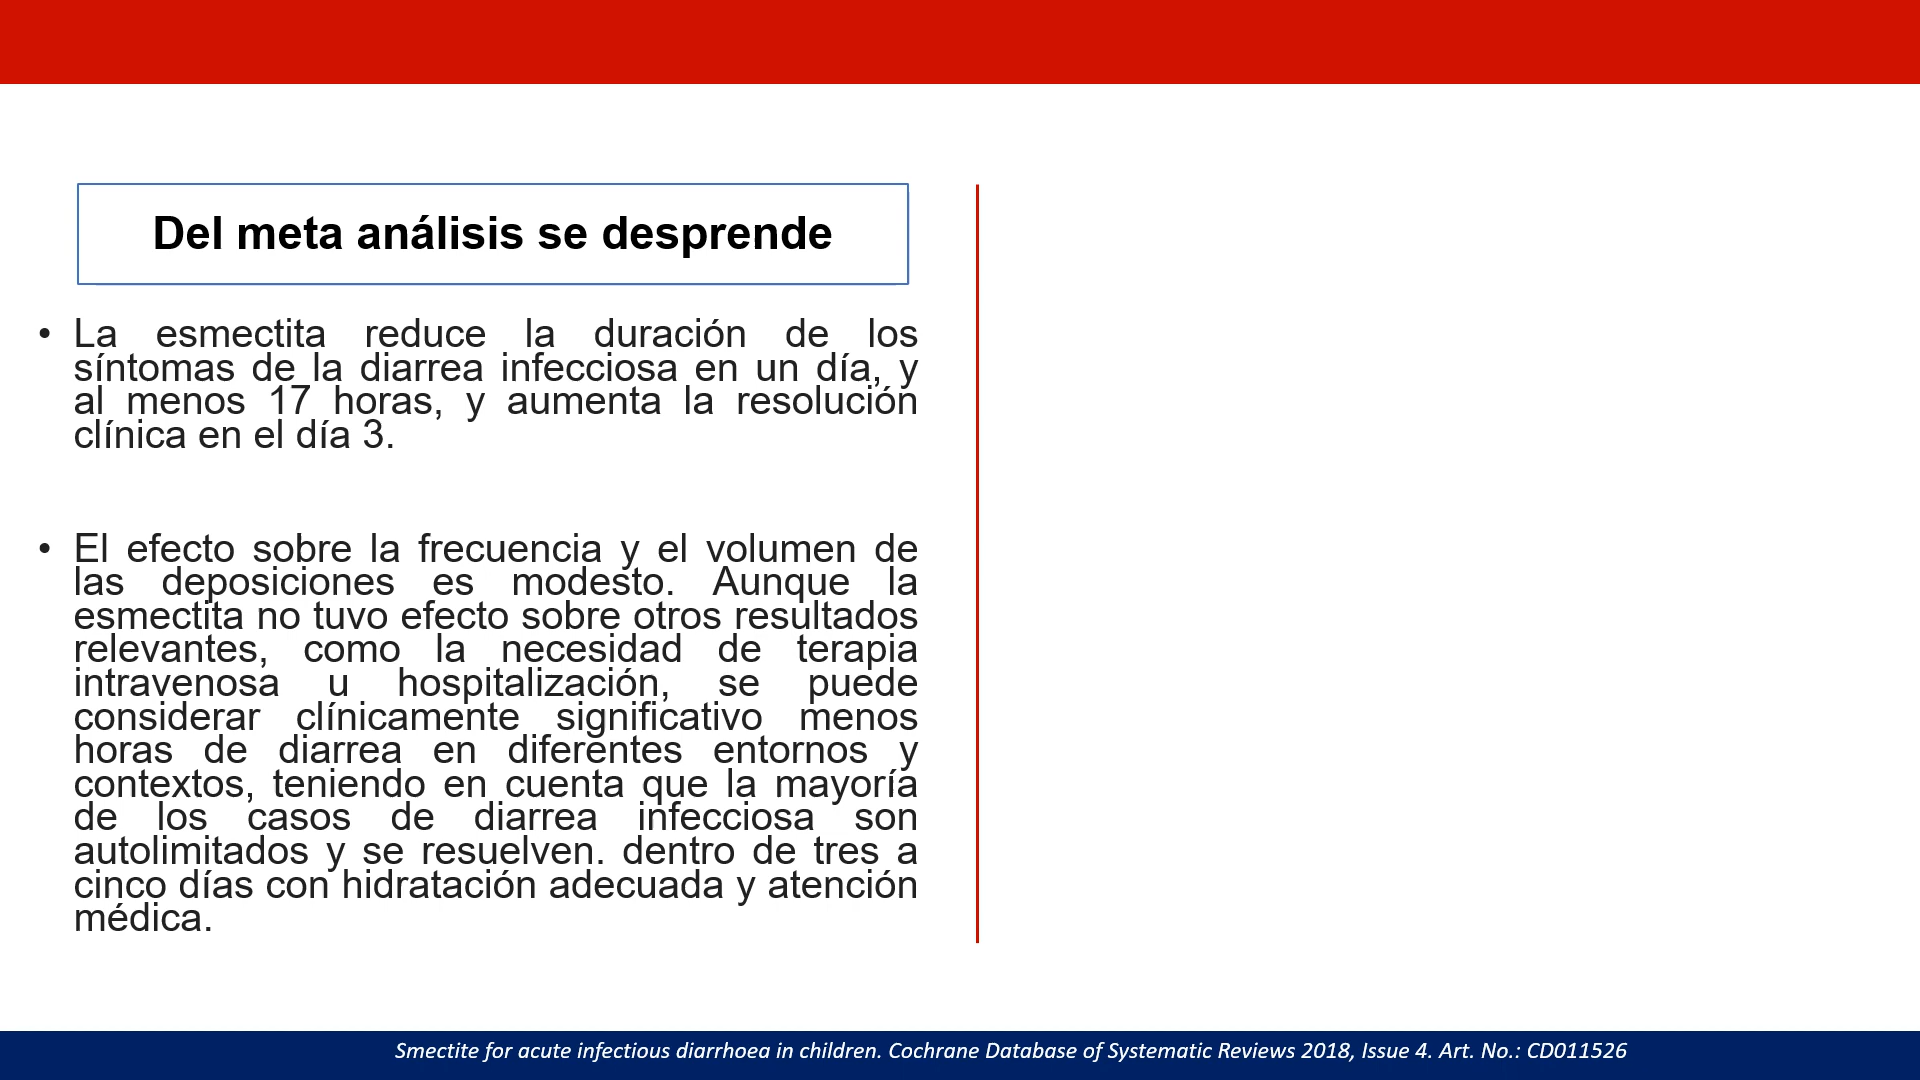 Del meta análisis se desprende
• La esmectita reduce la duración de los
síntomas de la diarrea infecciosa en un día, y
al menos 17 horas, y aumenta la resolución
clínica en el día 3.
• El efecto sobre la frecuencia y el volumen de
las deposiciones es modesto. Aunque la
esmectita no tuvo efecto sobre otros resultados
relevantes, como la necesidad de terapia
intravenosa u hospitalización, se puede
considerar clínicamente significativo menos
horas de diarrea en diferentes entornos y
contextos, teniendo en cuenta que la mayoría
de los casos de diarrea infecciosa son
autolimitados y se resuelven. dentro de tres a
cinco días con hidratación adecuada y atención
médica.
Smectite for acute infectious diarrhoea in children. Cochrane Database of Systematic Reviews 2018, Issue 4. Art. No.: CD011526